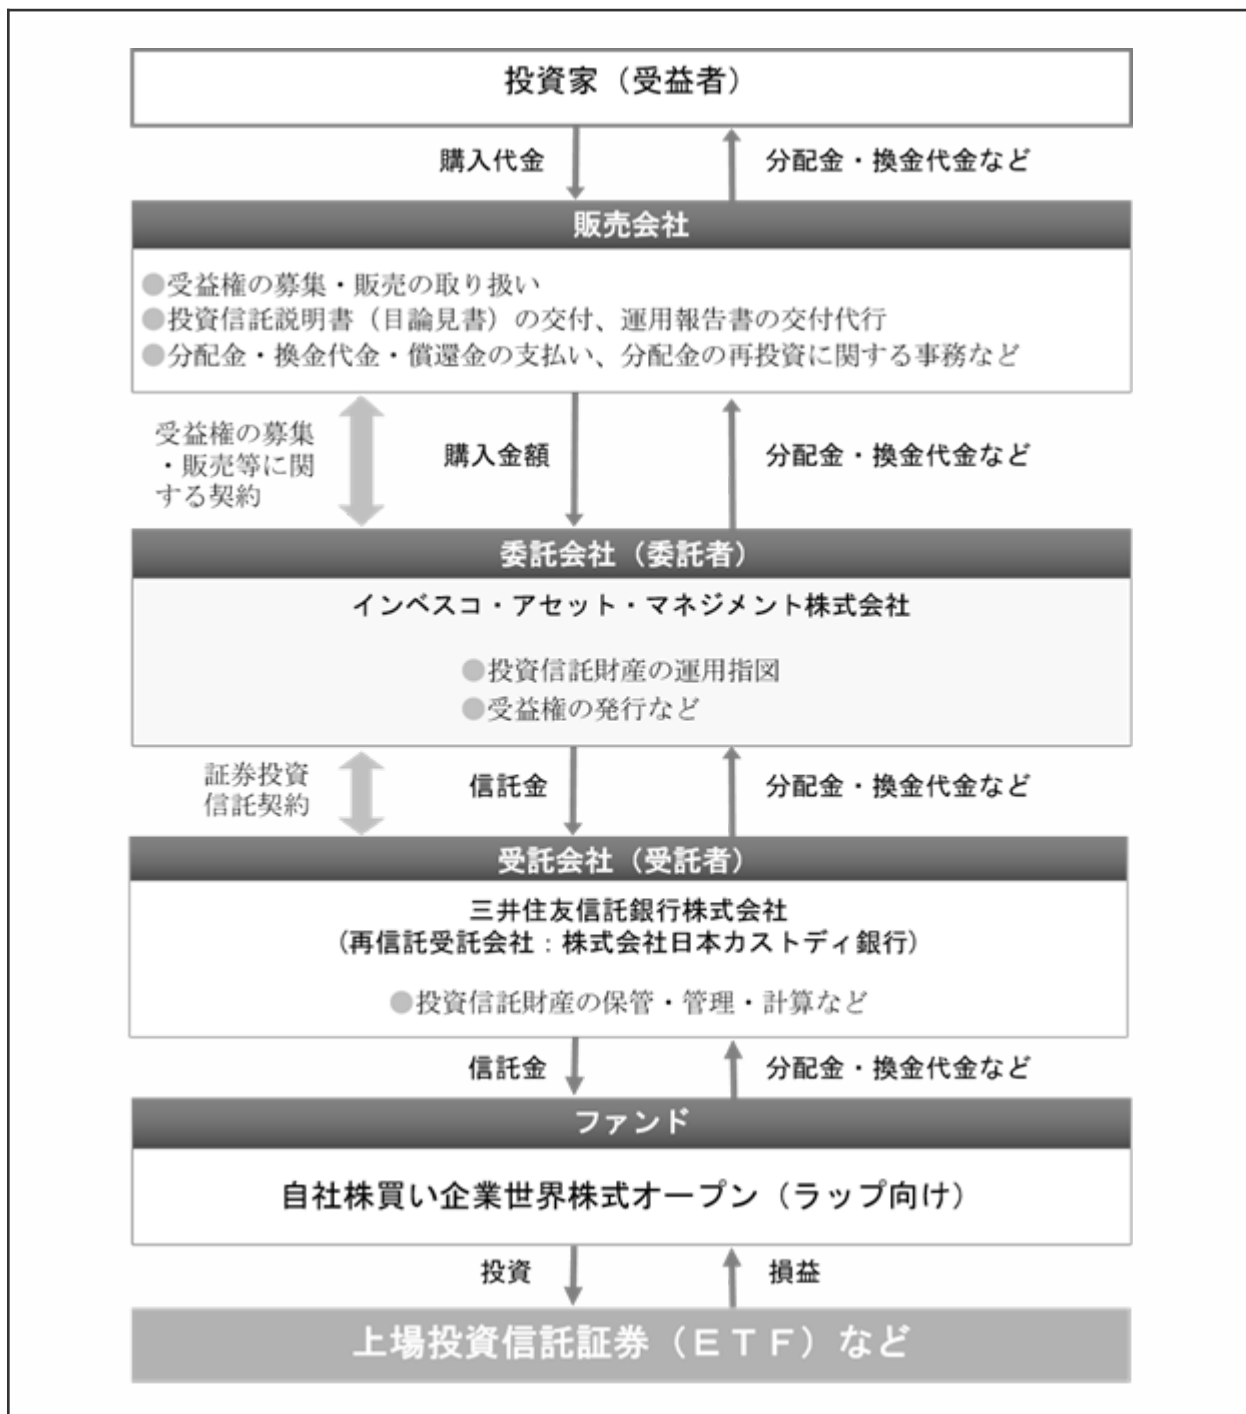 投資家（受益者）
購入代金
分配金・換金代金など
販売会社
●受益権の募集・販売の取り扱い
●投資信託説明書（目論見書）の交付、運用報告書の交付代行
●分配金・換金代金・償還金の支払い、分配金の再投資に関する事務など
受益権の募集
・販売等に関
する契約
購入金額
分配金・換金代金など
委託会社（委託者）
インベスコ・アセット・マネジメント株式会社
●投資信託財産の運用指図
●受益権の発行など
証券投資
信託契約
信託金
分配金・換金代金など
受託会社（受託者）
三井住友信託銀行株式会社
(再信託受託会社：株式会社日本カストディ銀行)
●投資信託財産の保管・管理・計算など
信託金
分配金・換金代金など
ファンド
自社株買い企業世界株式オープン（ラップ向け）
投資
損益
上場投資信託証券（ＥＴＦ）など